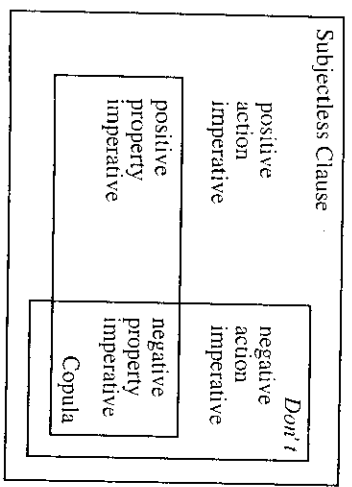 Subjectless Clause
Don't
positive
action
imperative
negative
action
imperative
positive
property
imperative
negative
property
imperative
Copula